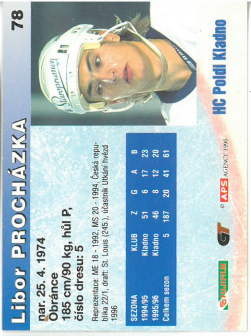 78
Libor PROCHÁZKA
nar. 25. 4. 1974
Obránce
185 cm/90 kg, hůl P,
číslo dresu: 5
Reprezentace: ME 18 - 1992, MS 20 - 1994, Česká repu-
blika 22/1, draft: St. Louis (245.), účastník Utkání hvězd
1996
SEZONA KLUB Z G A B
1994/95 Kladno 51 6 17 23
1995/96 Kladno 46 8 12 20
Celkem sezon: 5 187 20 41 61
HC Poldi Kladno
© APS AGENCY 1996